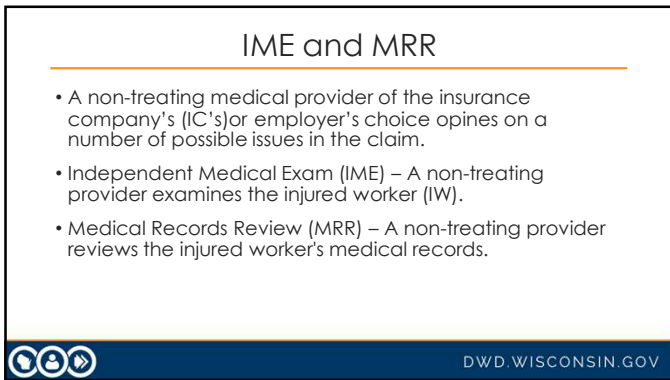 IME and MRR
• A non-treating medical provider of the insurance
company's (IC's)or employer's choice opines on a
number of possible issues in the claim.
• Independent Medical Exam (IME) – A non-treating
provider examines the injured worker (IW).
• Medical Records Review (MRR) – A non-treating provider
reviews the injured worker's medical records.
DWD.WISCONSIN.GOV